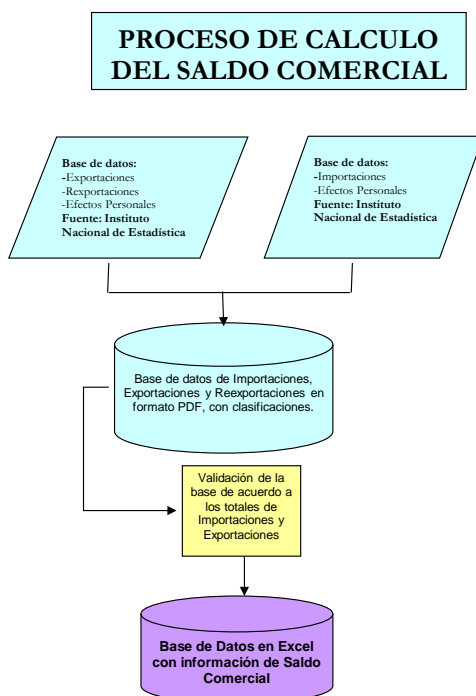 PROCESO DE CALCULO
DEL SALDO COMERCIAL
Base de datos:
-Exportaciones
-Rexportaciones
-Efectos Personales
Fuente: Instituto
Nacional de Estadística
Base de datos:
-Importaciones
-Efectos Personales
Fuente: Instituto
Nacional de Estadística
Base de datos de Importaciones,
Exportaciones y Reexportaciones en
formato PDF, con clasificaciones.
Validación de la
base de acuerdo a
los totales de
Importaciones y
Exportaciones
Base de Datos en Excel
con información de Saldo
Comercial